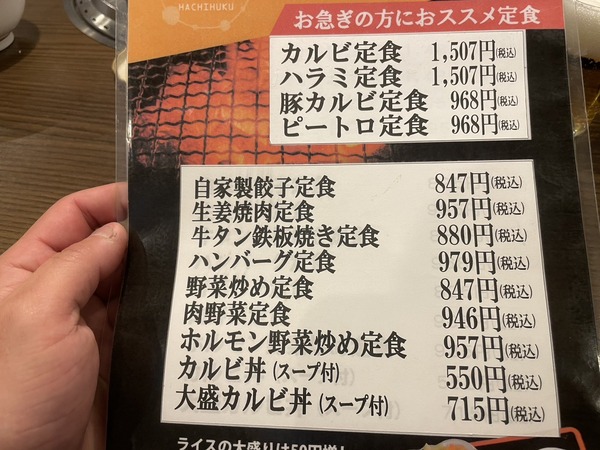 HACHIHUKU
お急ぎの方におススメ定食
カルビ定食 1,507円(税込)
ハラミ定食 1,507円(税込)
豚カルビ定食 968円(税込)
ピートロ定食 968円(税込)
自家製餃子定食 847円(税込)
生姜焼肉定食 957円(税込)
牛タン鉄板焼き定食 880円(税込)
ハンバーグ定食 979円(税込)
野菜炒め定食 847円(税込)
肉野菜定食 946円(税込)
ホルモン野菜炒め定食 957円(税込)
カルビ丼(スープ付) 550円(税込)
大盛カルビ丼(スープ付) 715円(税込)
ライスの大盛りは50円増!